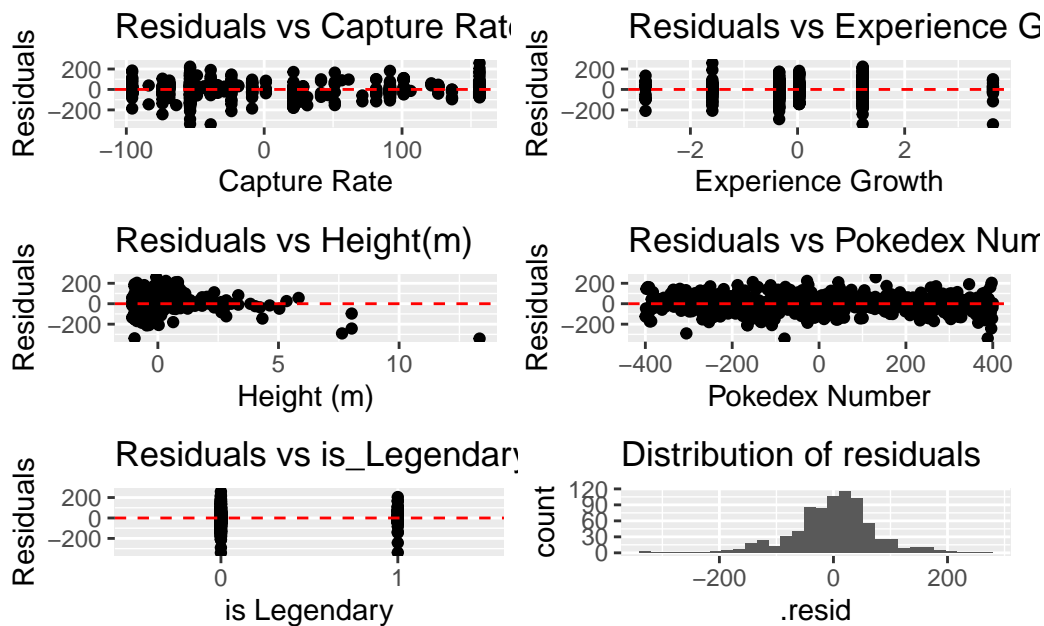 Residuals vs Capture Rate
Residuals
200
0
−200
−100
0
100
Capture Rate
Residuals vs Experience G
Residuals
200
0
−200
−2
0
2
Experience Growth
Residuals vs Height(m)
Residuals
200
0
−200
0
5
10
Height (m)
Residuals vs Pokedex Num
Residuals
200
0
−200
−400
−200
0
200
400
Pokedex Number
Residuals vs is_Legendary
Residuals
200
0
−200
0
1
is Legendary
Distribution of residuals
count
120
90
60
30
0
−200
0
200
.resid